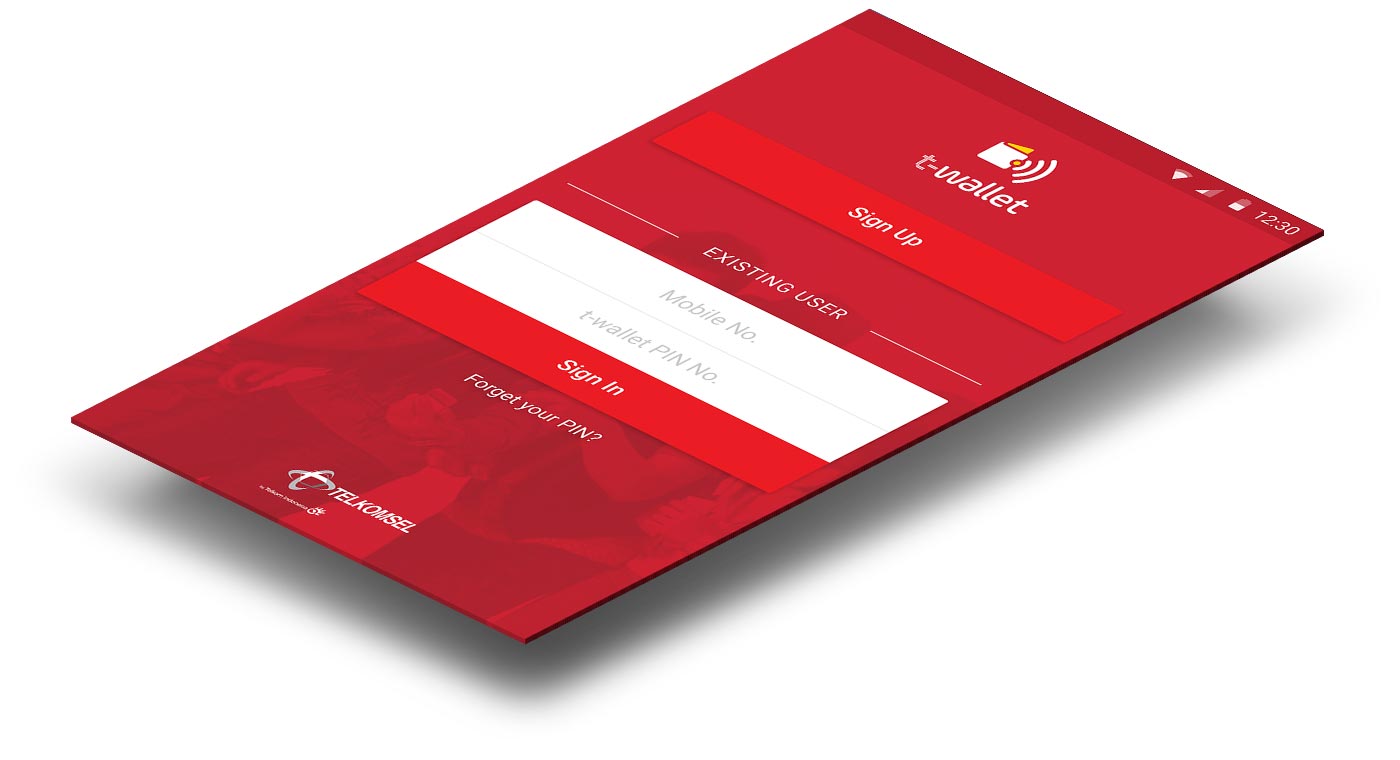 12:30
t-wallet
Sign Up
EXISTING USER
Mobile No.
t-wallet PIN No.
Sign In
Forget your PIN?
TELKOMSEL
by Telkom Indonesia